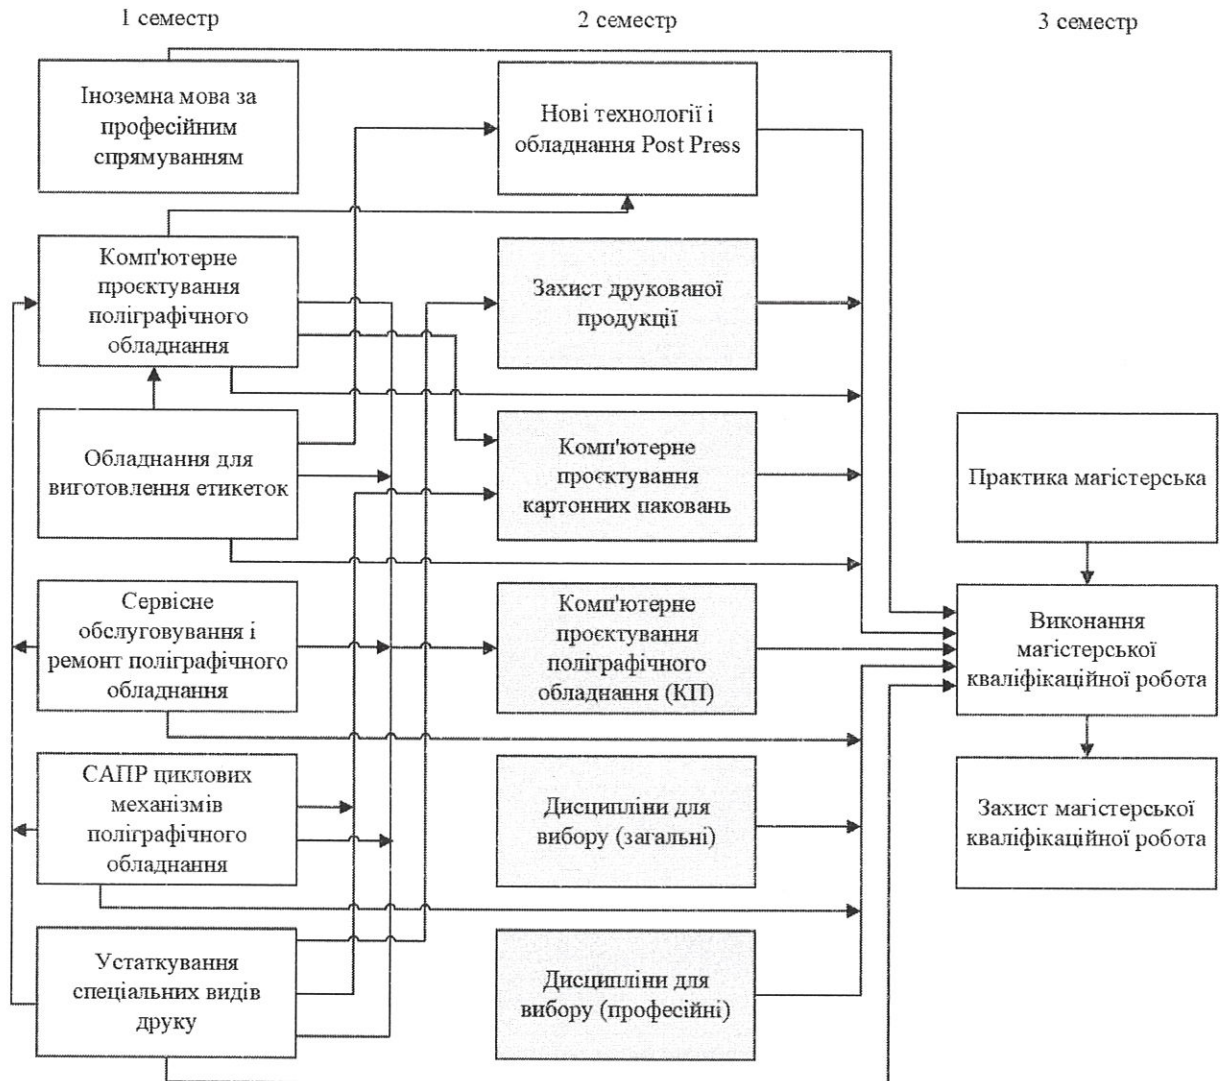 1 семестр
2 семестр
3 семестр
Іноземна мова за
професійним
спрямуванням
Комп'ютерне
проєктування
поліграфічного
обладнання
Обладнання для
виготовлення етикеток
Сервісне
обслуговування і
ремонт поліграфічного
обладнання
САПР циклових
механізмів
поліграфічного
обладнання
Устаткування
спеціальних видів
друку
Нові технології і
обладнання Post Press
Захист друкованої
продукції
Комп'ютерне
проєктування
картонних паковань
Комп'ютерне
проєктування
поліграфічного
обладнання (КП)
Дисципліни для
вибору (загальні)
Дисципліни для
вибору (професійні)
Практика магістерська
Виконання
магістерської
кваліфікаційної робота
Захист магістерської
кваліфікаційної робота